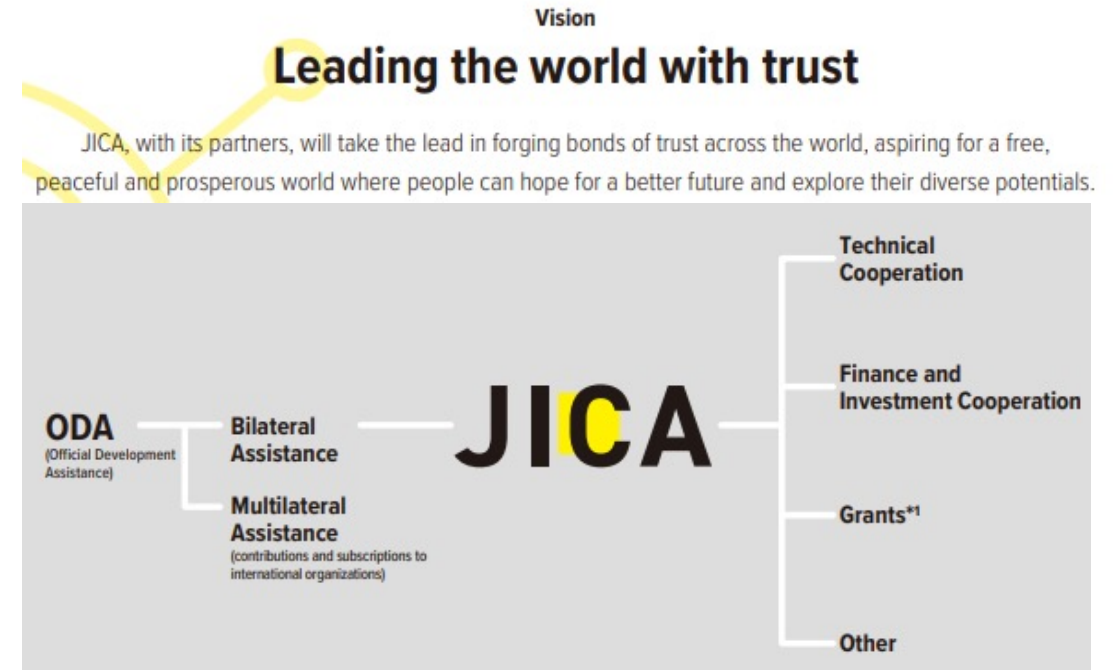 Vision
Leading the world with trust
JICA, with its partners, will take the lead in forging bonds of trust across the world, aspiring for a free,
peaceful and prosperous world where people can hope for a better future and explore their diverse potentials.
ODA
(Official Development
Assistance)
Bilateral
Assistance
Multilateral
Assistance
(contributions and subscriptions to
international organizations)
JICA
Technical
Cooperation
Finance and
Investment Cooperation
Grants*1
Other